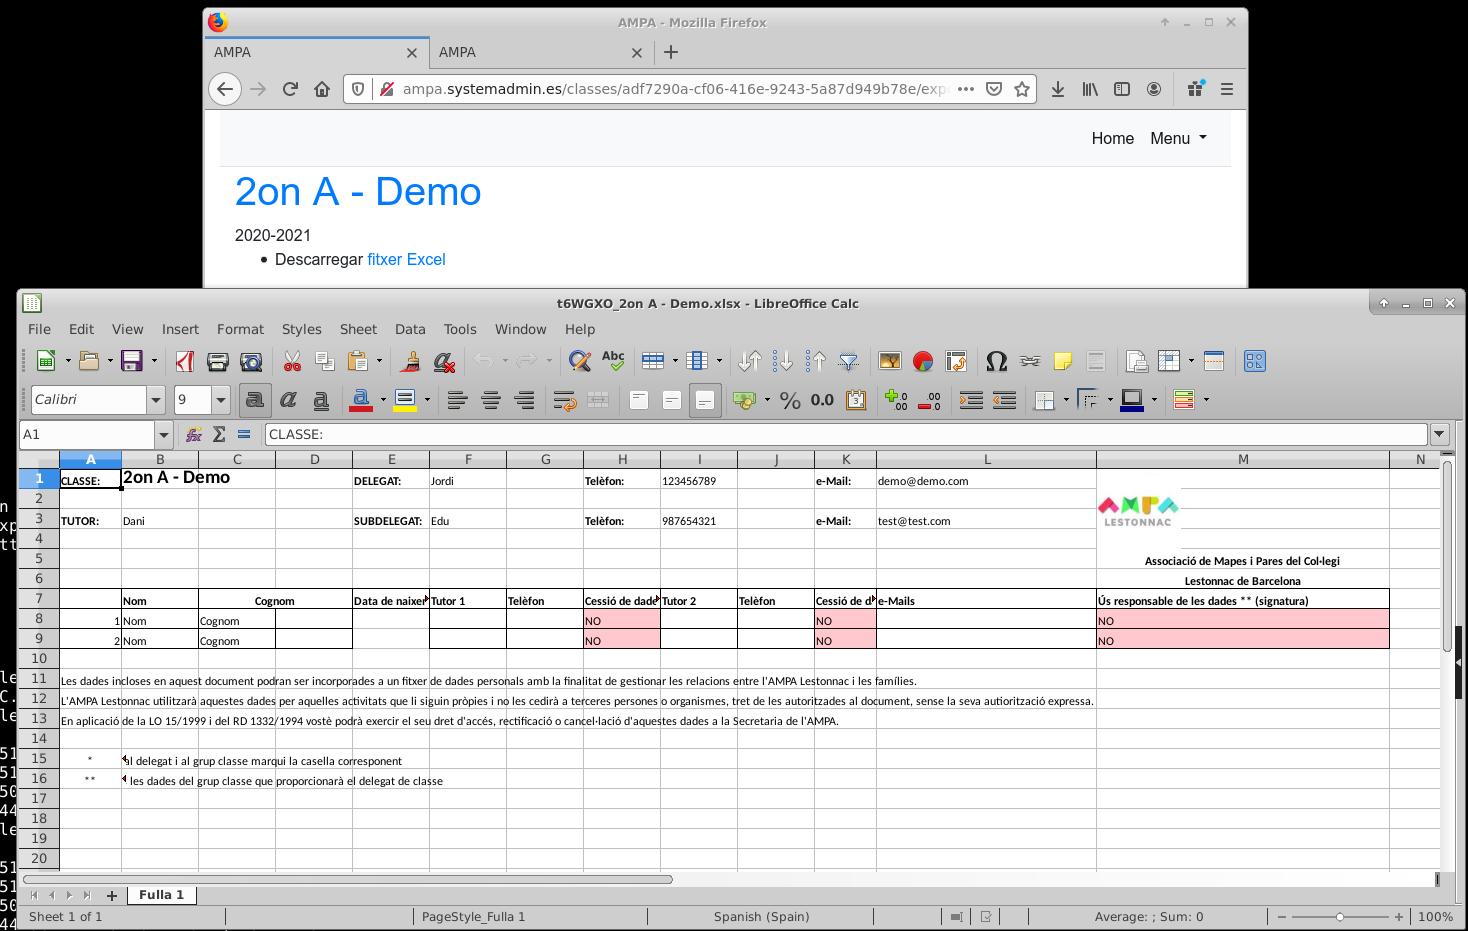 AMPA - Mozilla Firefox
AMPA
AMPA
ampa.systemadmin.es/classes/adf7290a-cf06-416e-9243-5a87d949b78e/exp
Home Menu
2on A - Demo
2020-2021
Descarregar fitxer Excel
t6WGXO_2on A - Demo.xlsx - LibreOffice Calc
File Edit View Insert Format Styles Sheet Data Tools Window Help
Abc
Calibri 9 a a a a % 0.0
A1 CLASSE:
A B C D E F G H I J K L M N
1 CLASSE: 2on A - Demo DELEGAT: Jordi Telèfon: 123456789 e-Mail: demo@demo.com
2
AMPA LESTONNAC
3 TUTOR: Dani SUBDELEGAT: Edu Telèfon: 987654321 e-Mail: test@test.com
4
5 Associació de Mapes i Pares del Col·legi
6 Lestonnac de Barcelona
7 Nom Cognom Data de naixer Tutor 1 Telèfon Cessió de dade Tutor 2 Telèfon Cessió de d e-Mails Ús responsable de les dades ** (signatura)
8 1 Nom Cognom NO NO NO
9 2 Nom Cognom NO NO NO
10
11 Les dades incloses en aquest document podran ser incorporades a un fitxer de dades personals amb la finalitat de gestionar les relacions entre l'AMPA Lestonnac i les famílies.
12 L'AMPA Lestonnac utilitzarà aquestes dades per aquelles activitats que li siguin pròpies i no les cedirà a terceres persones o organismes, tret de les autoritzades al document, sense la seva autiorització expressa.
13 En aplicació de la LO 15/1999 i del RD 1332/1994 vostè podrà exercir el seu dret d'accés, rectificació o cancel·lació d'aquestes dades a la Secretaria de l'AMPA.
14
15 * al delegat i al grup classe marqui la casella corresponent
16 ** les dades del grup classe que proporcionarà el delegat de classe
17
18
19
20
Fulla 1
Sheet 1 of 1 PageStyle_Fulla 1 Spanish (Spain) Average: ; Sum: 0 100%